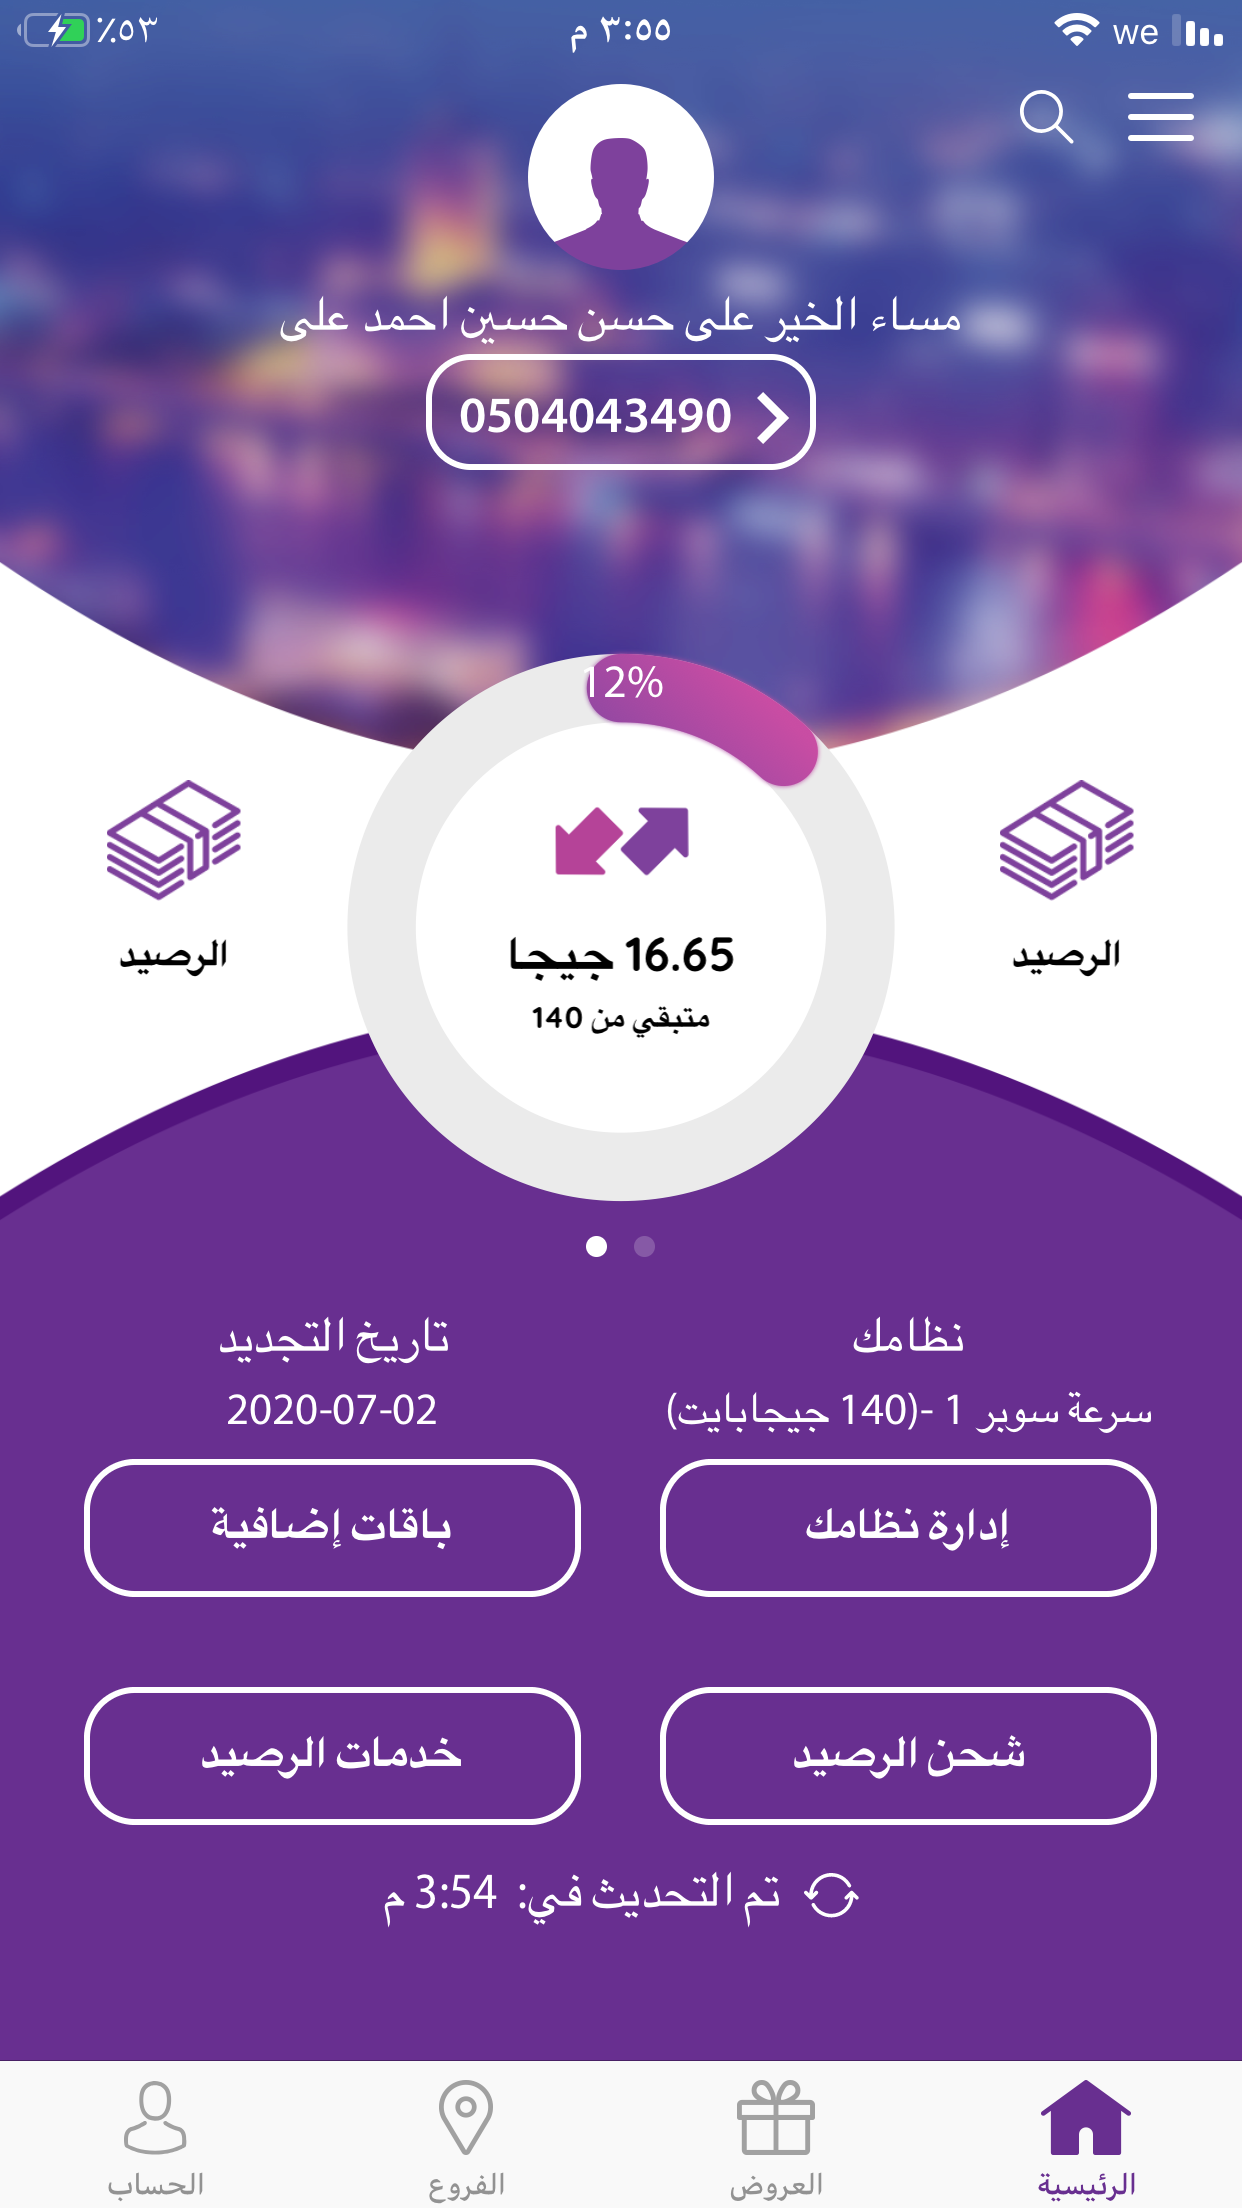 we ٣:٥٥ م ٪٥٣
مساء الخير على حسن حسين احمد على
0504043490
12%
16.65 جيجا
متبقي من 140
الرصيد
الرصيد
نظامك
سرعة سوبر 1 -(140 جيجابايت)
تاريخ التجديد
2020-07-02
إدارة نظامك
باقات إضافية
شحن الرصيد
خدمات الرصيد
تم التحديث في: 3:54 م
الرئيسية
العروض
الفروع
الحساب